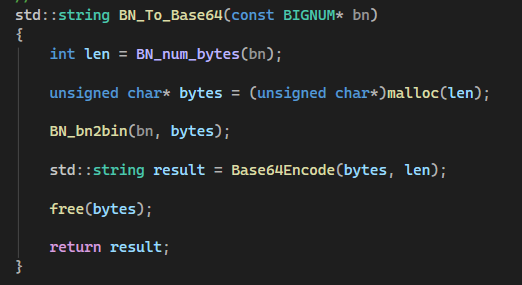 std::string BN_To_Base64(const BIGNUM* bn)
{
    int len = BN_num_bytes(bn);
    unsigned char* bytes = (unsigned char*)malloc(len);
    BN_bn2bin(bn, bytes);
    std::string result = Base64Encode(bytes, len);
    free(bytes);
    return result;
}